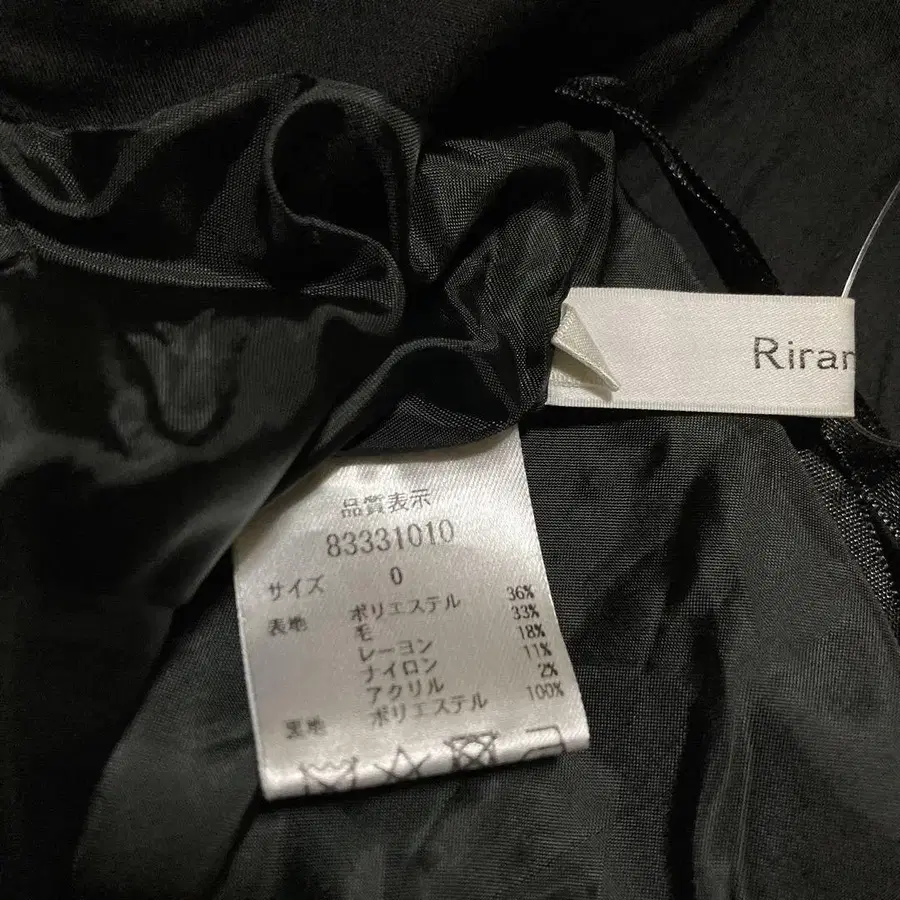 Riran
品質表示
83331010
サイズ 0
表地 ポリエステル 36%
毛 33%
レーヨン 18%
ナイロン 11%
アクリル 2%
裏地 ポリエステル 100%